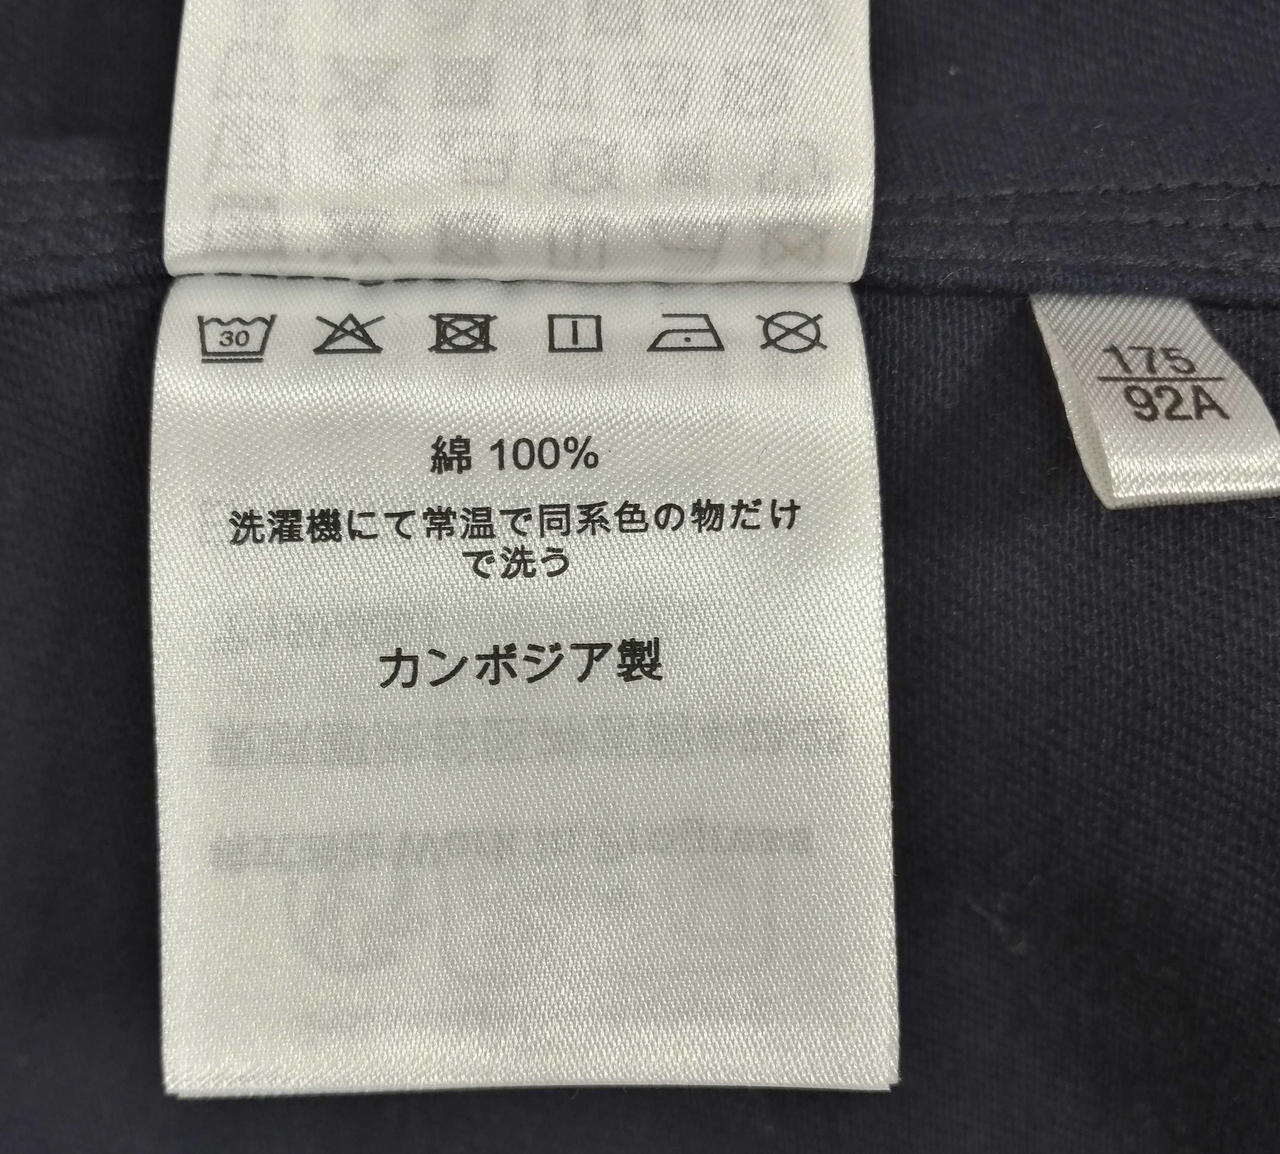 30
綿 100%
洗濯機にて常温で同系色の物だけ
で洗う
カンボジア製
175
92A